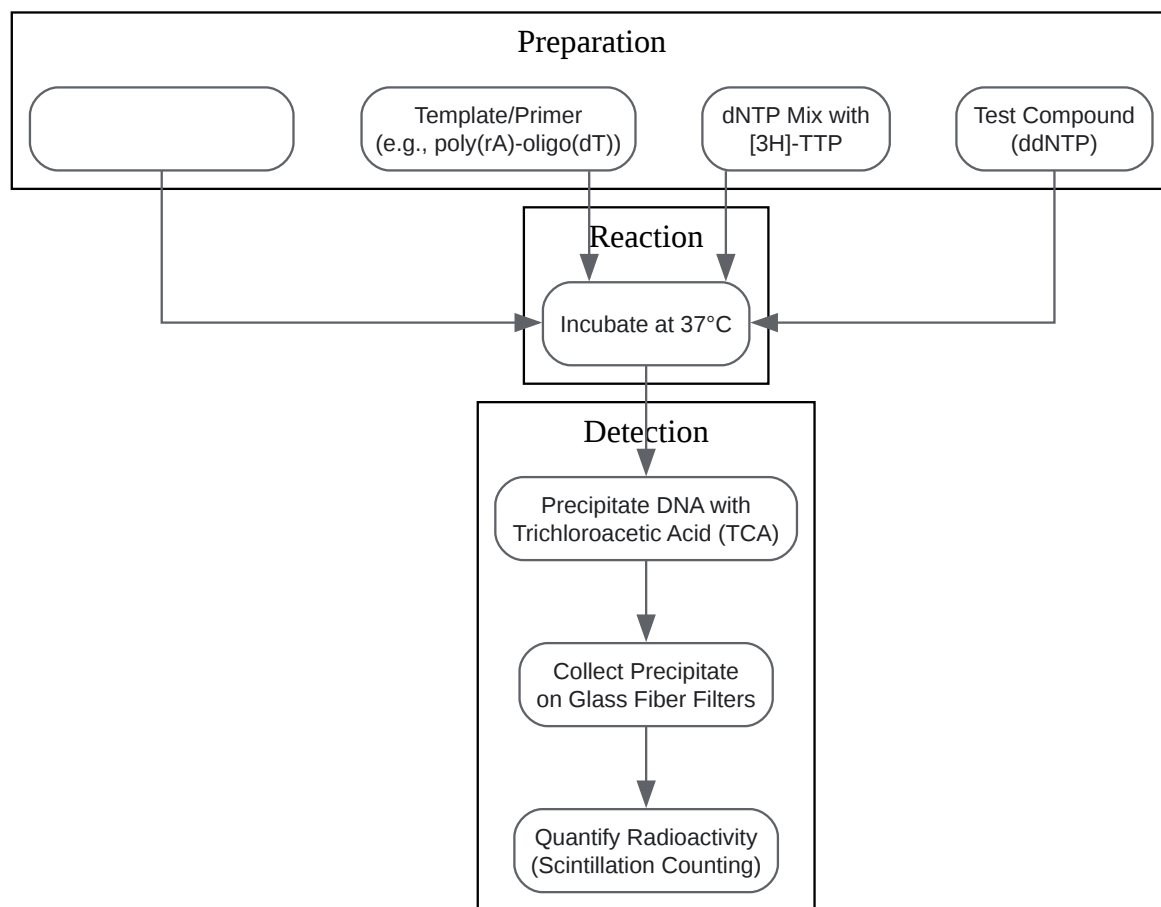 Preparation
Template/Primer
(e.g., poly(rA)-oligo(dT))
dNTP Mix with
[3H]-TTP
Test Compound
(ddNTP)
Reaction
Incubate at 37°C
Detection
Precipitate DNA with
Trichloroacetic Acid (TCA)
Collect Precipitate
on Glass Fiber Filters
Quantify Radioactivity
(Scintillation Counting)